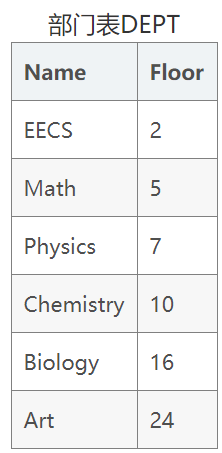 部门表DEPT
Name Floor
EECS 2
Math 5
Physics 7
Chemistry 10
Biology 16
Art 24